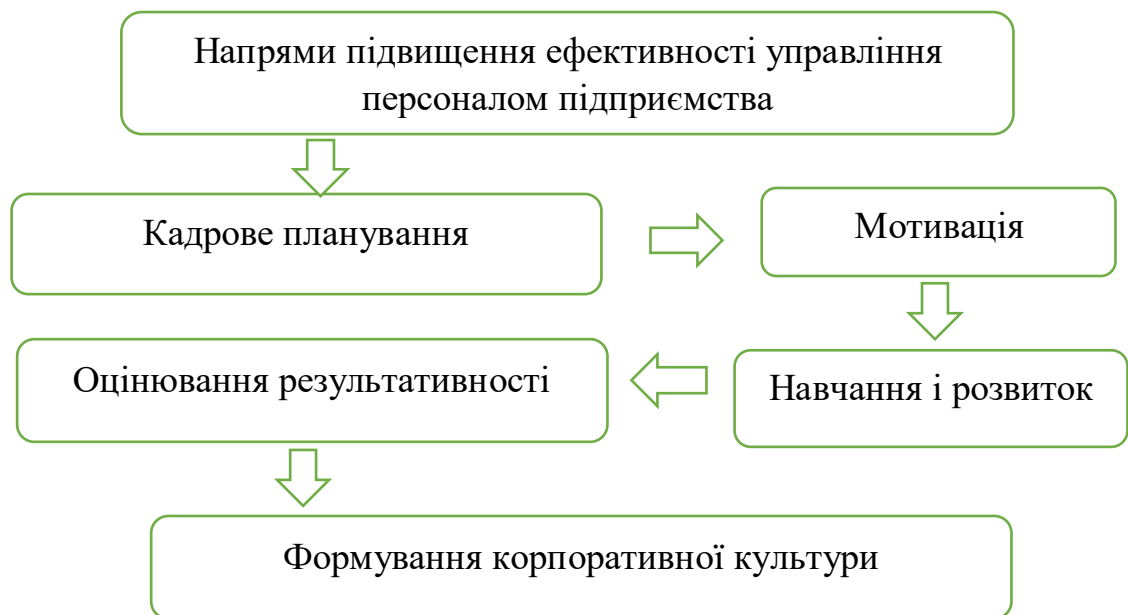 Напрями підвищення ефективності управління
персоналом підприємства
Кадрове планування
Мотивація
Навчання і розвиток
Оцінювання результативності
Формування корпоративної культури